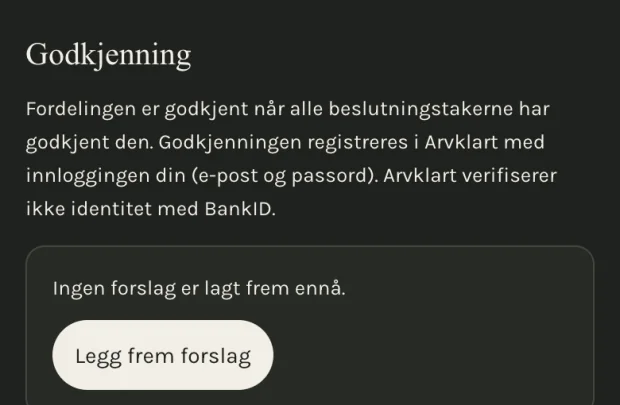 Godkjenning
Fordelingen er godkjent når alle beslutningstakerne har
godkjent den. Godkjenningen registreres i Arvklart med
innloggingen din (e-post og passord). Arvklart verifiserer
ikke identitet med BankID.
Ingen forslag er lagt frem ennå.
Legg frem forslag